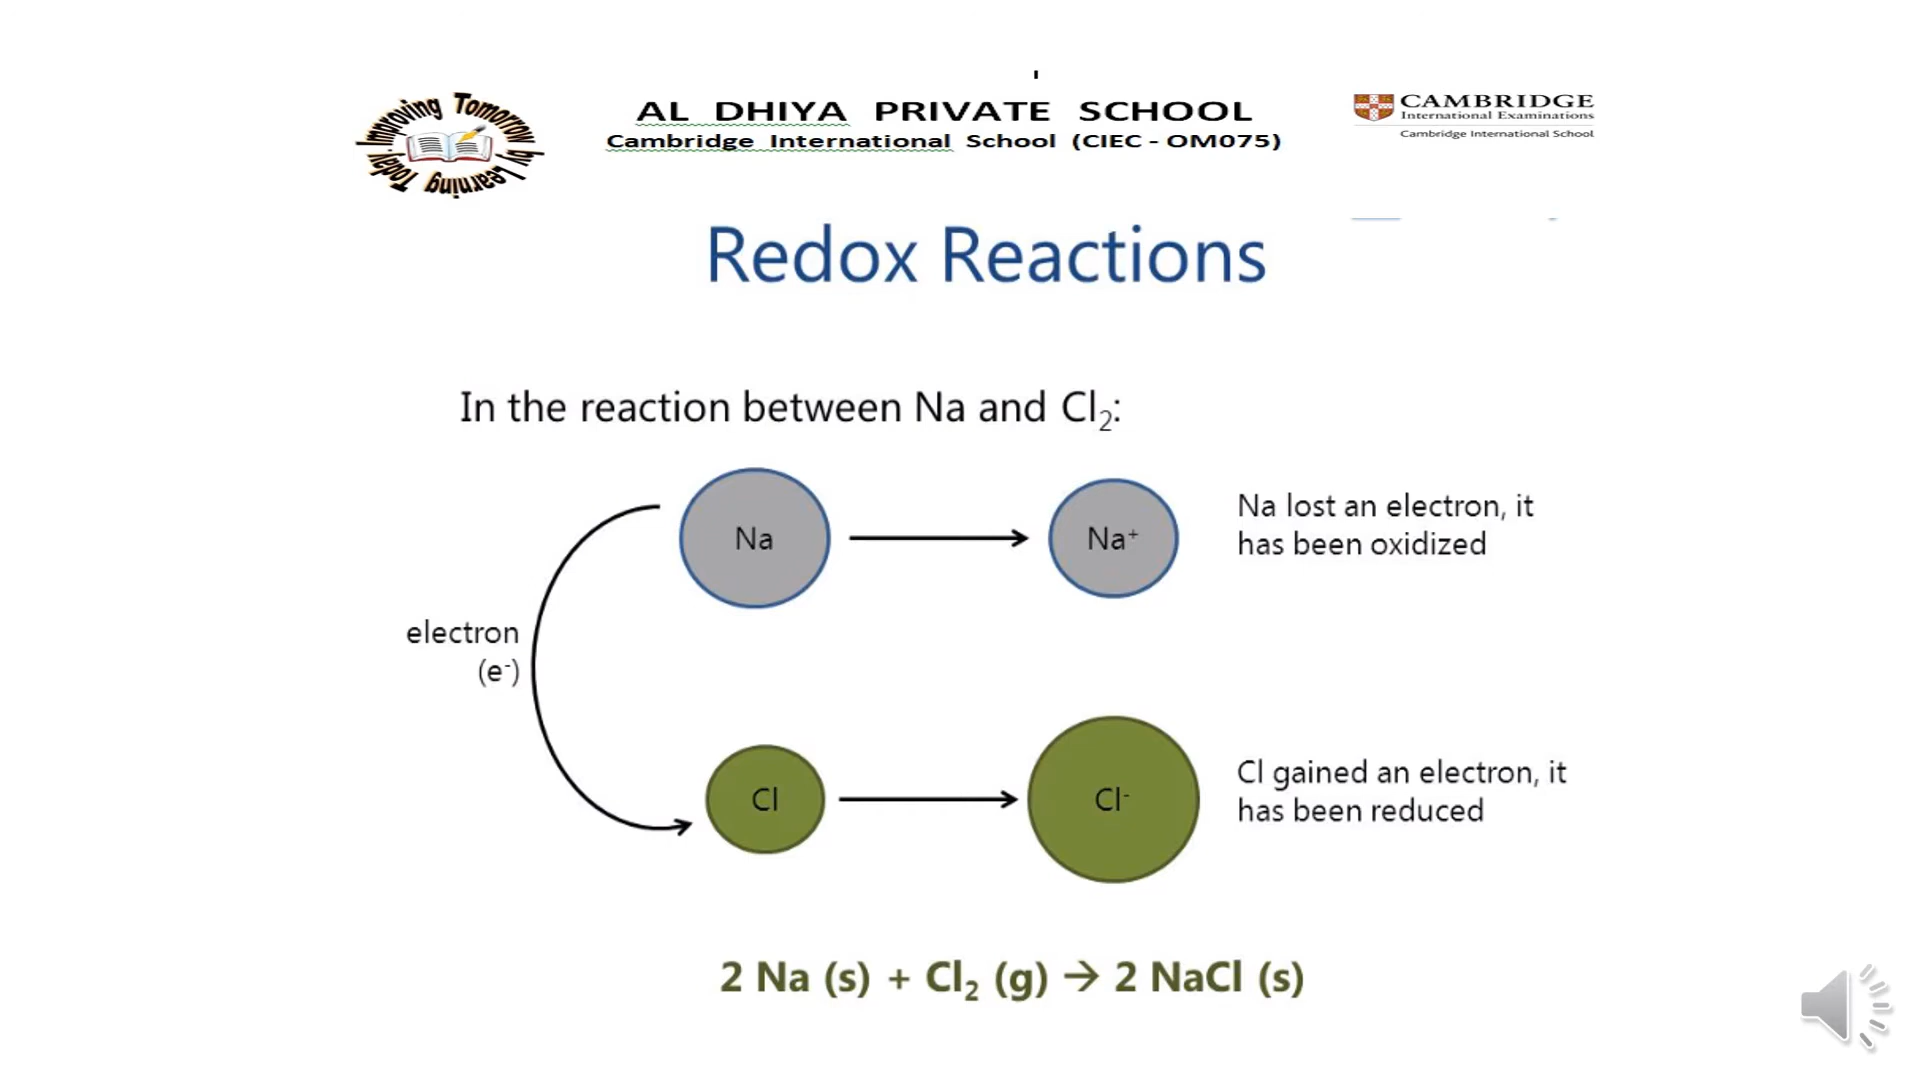 Improving Tomorrow by Learning Today
AL DHIYA PRIVATE SCHOOL
Cambridge International School (CIEC - OM075)
CAMBRIDGE
International Examinations
Cambridge International School
Redox Reactions
In the reaction between Na and Cl₂:
Na
Na⁺
Na lost an electron, it
has been oxidized
electron
(e⁻)
Cl
Cl⁻
Cl gained an electron, it
has been reduced
2 Na (s) + Cl₂ (g) → 2 NaCl (s)